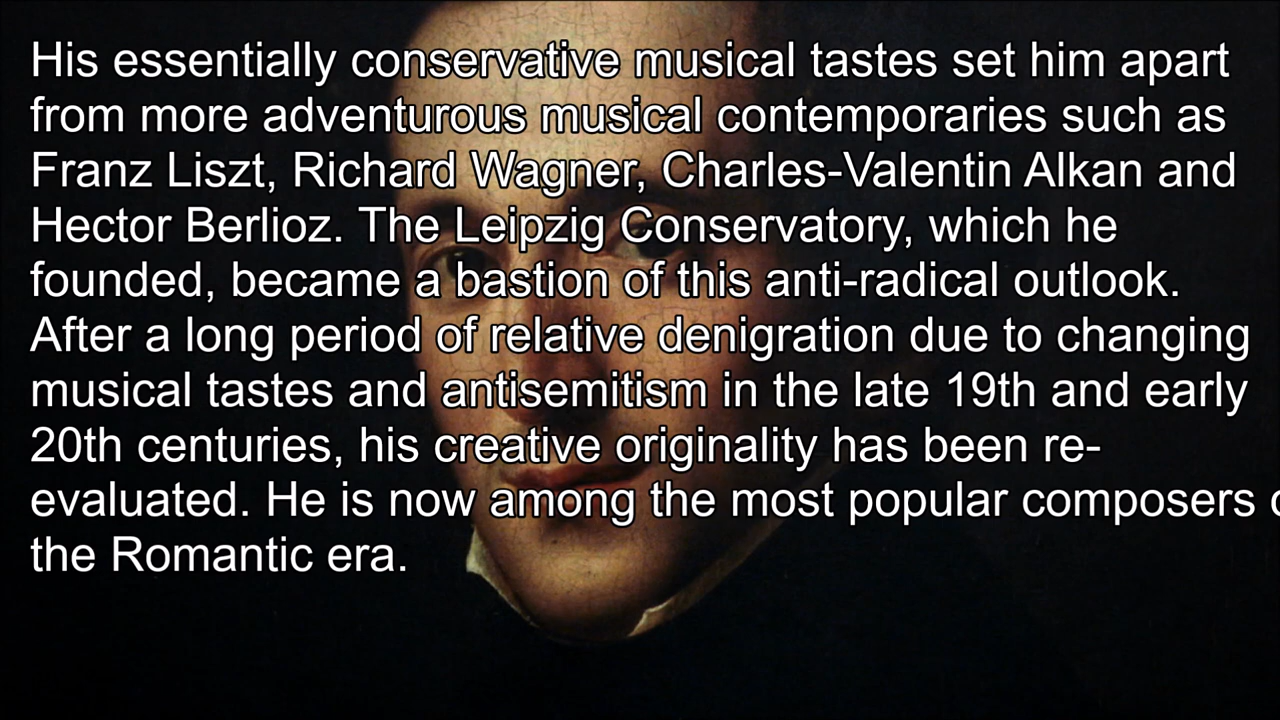 His essentially conservative musical tastes set him apart
from more adventurous musical contemporaries such as
Franz Liszt, Richard Wagner, Charles-Valentin Alkan and
Hector Berlioz. The Leipzig Conservatory, which he
founded, became a bastion of this anti-radical outlook.
After a long period of relative denigration due to changing
musical tastes and antisemitism in the late 19th and early
20th centuries, his creative originality has been re-
evaluated. He is now among the most popular composers
the Romantic era.